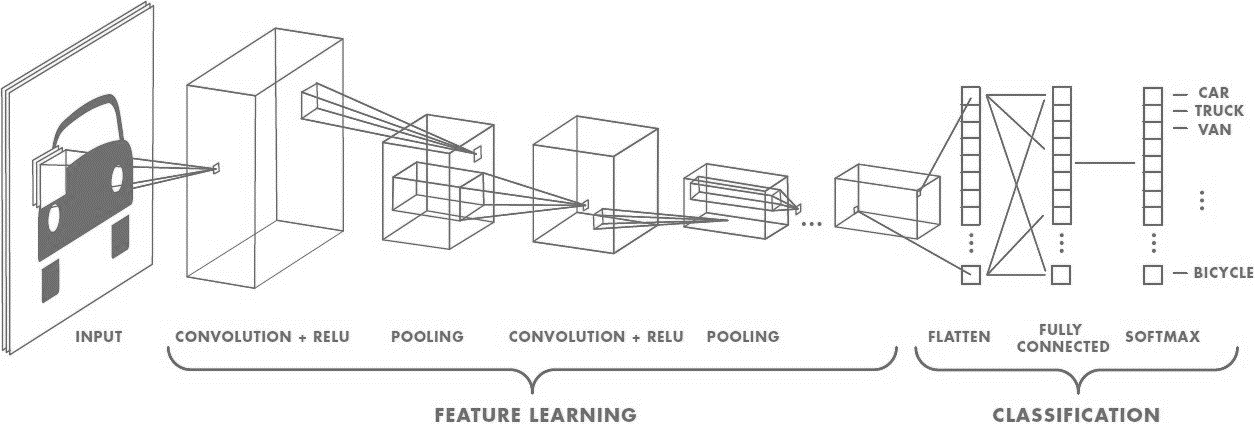 CAR
TRUCK
VAN
BICYCLE
INPUT
CONVOLUTION + RELU
POOLING
CONVOLUTION + RELU
POOLING
FLATTEN
FULLY
CONNECTED
SOFTMAX
FEATURE LEARNING
CLASSIFICATION